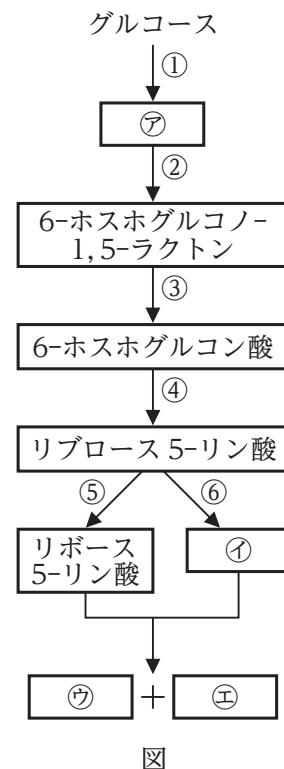 グルコース
①
㋐
②
6-ホスホグルコノ-
1,5-ラクトン
③
6-ホスホグルコン酸
④
リブロース 5-リン酸
⑤ ⑥
リボース
5-リン酸
㋑
㋒ + ㋓
図